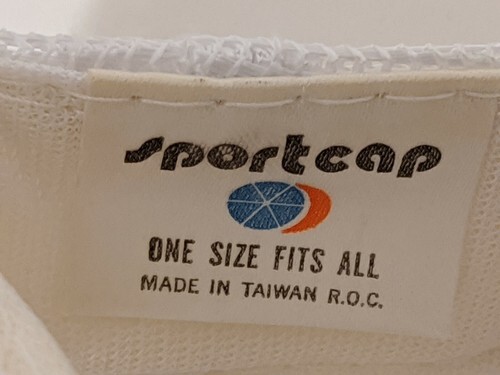 sportcap
ONE SIZE FITS ALL
MADE IN TAIWAN R.O.C.